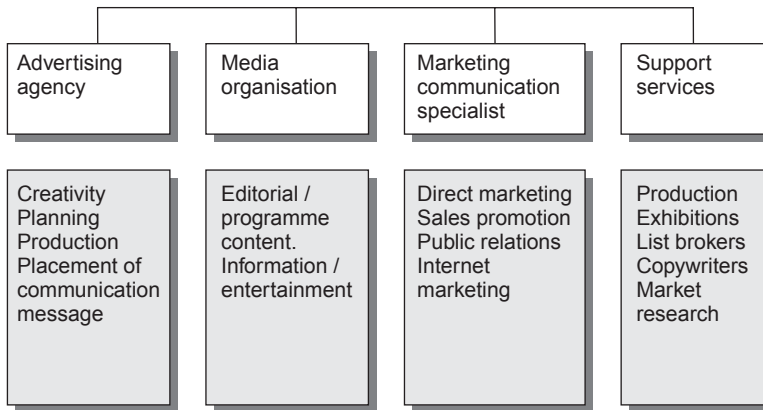 Advertising
agency
Media
organisation
Marketing
communication
specialist
Support
services
Creativity
Planning
Production
Placement of
communication
message
Editorial /
programme
content.
Information /
entertainment
Direct marketing
Sales promotion
Public relations
Internet
marketing
Production
Exhibitions
List brokers
Copywriters
Market
research